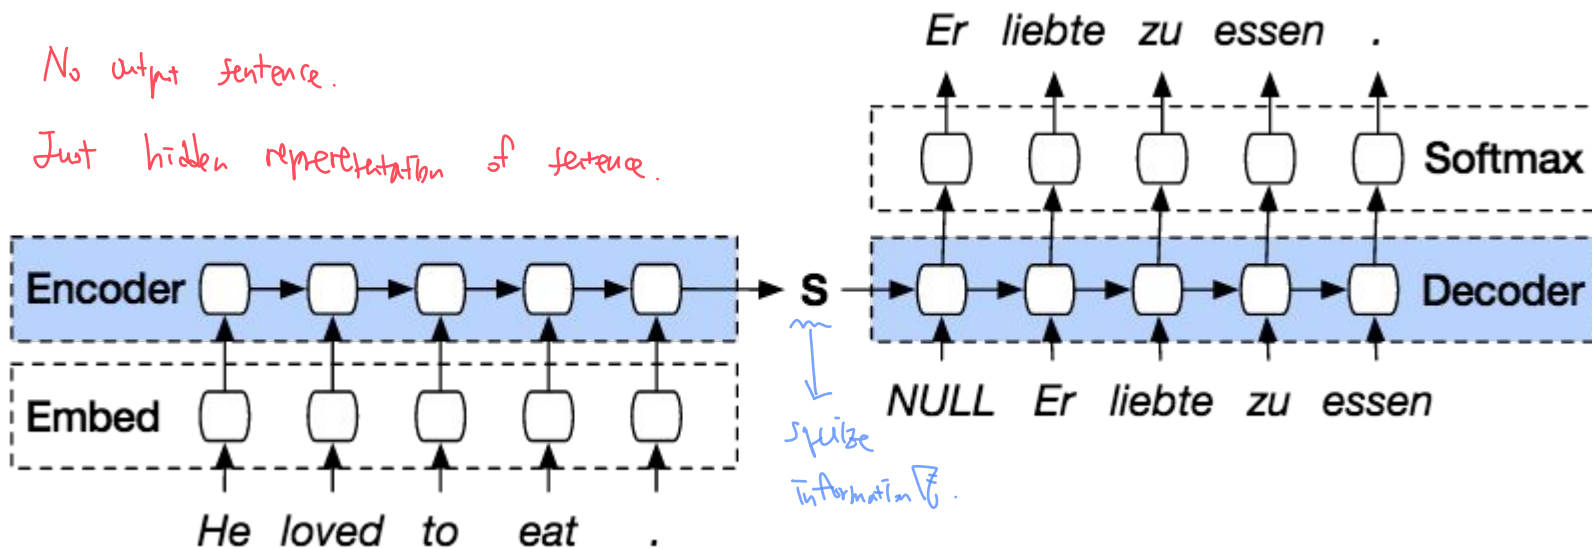 No output sentence.
Just hidden representation of sentence.
Er liebte zu essen .
Softmax
Encoder
S
Decoder
Embed
NULL Er liebte zu essen
information
He loved to eat .